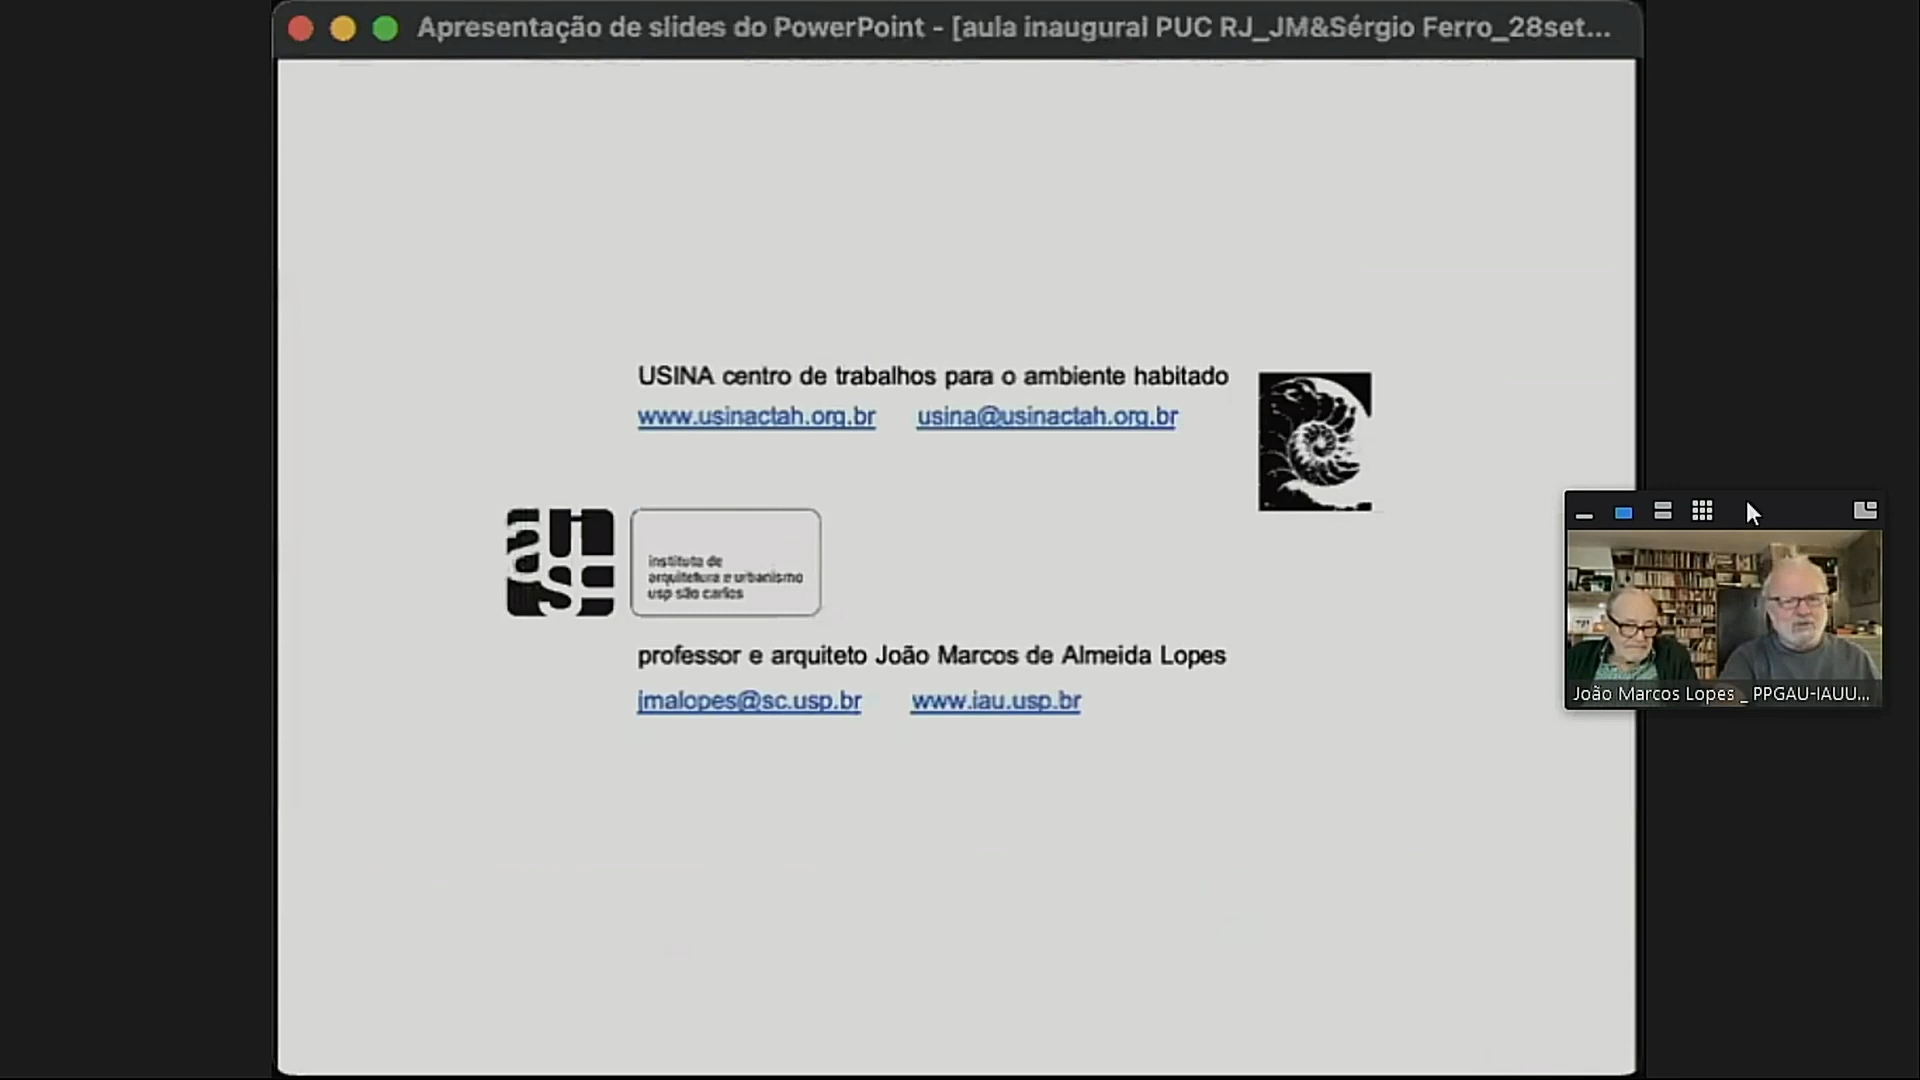 Apresentação de slides do PowerPoint - [aula inaugural PUC RJ_JM&Sérgio Ferro_28set...
USINA centro de trabalhos para o ambiente habitado
www.usinactah.org.br usina@usinactah.org.br
iau
sc
instituto de
arquitetura e urbanismo
usp são carlos
professor e arquiteto João Marcos de Almeida Lopes
jmalopes@sc.usp.br www.iau.usp.br
João Marcos Lopes _ PPGAU-IAUU...